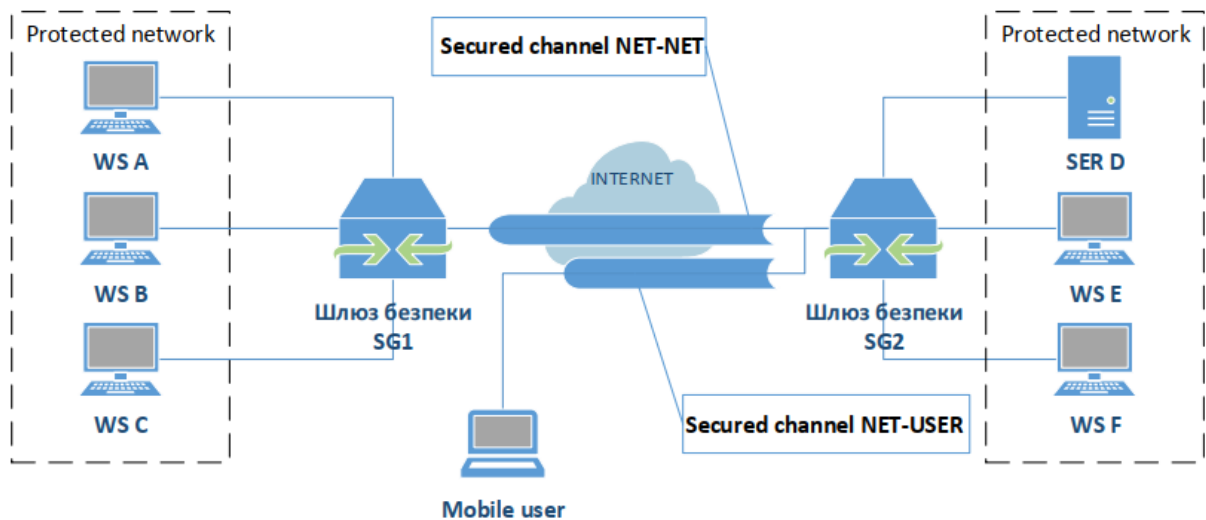 Protected network
Secured channel NET-NET
Protected network
WS A
INTERNET
SER D
WS B
WS E
Шлюз безпеки
SG1
Шлюз безпеки
SG2
WS C
Secured channel NET-USER
WS F
Mobile user